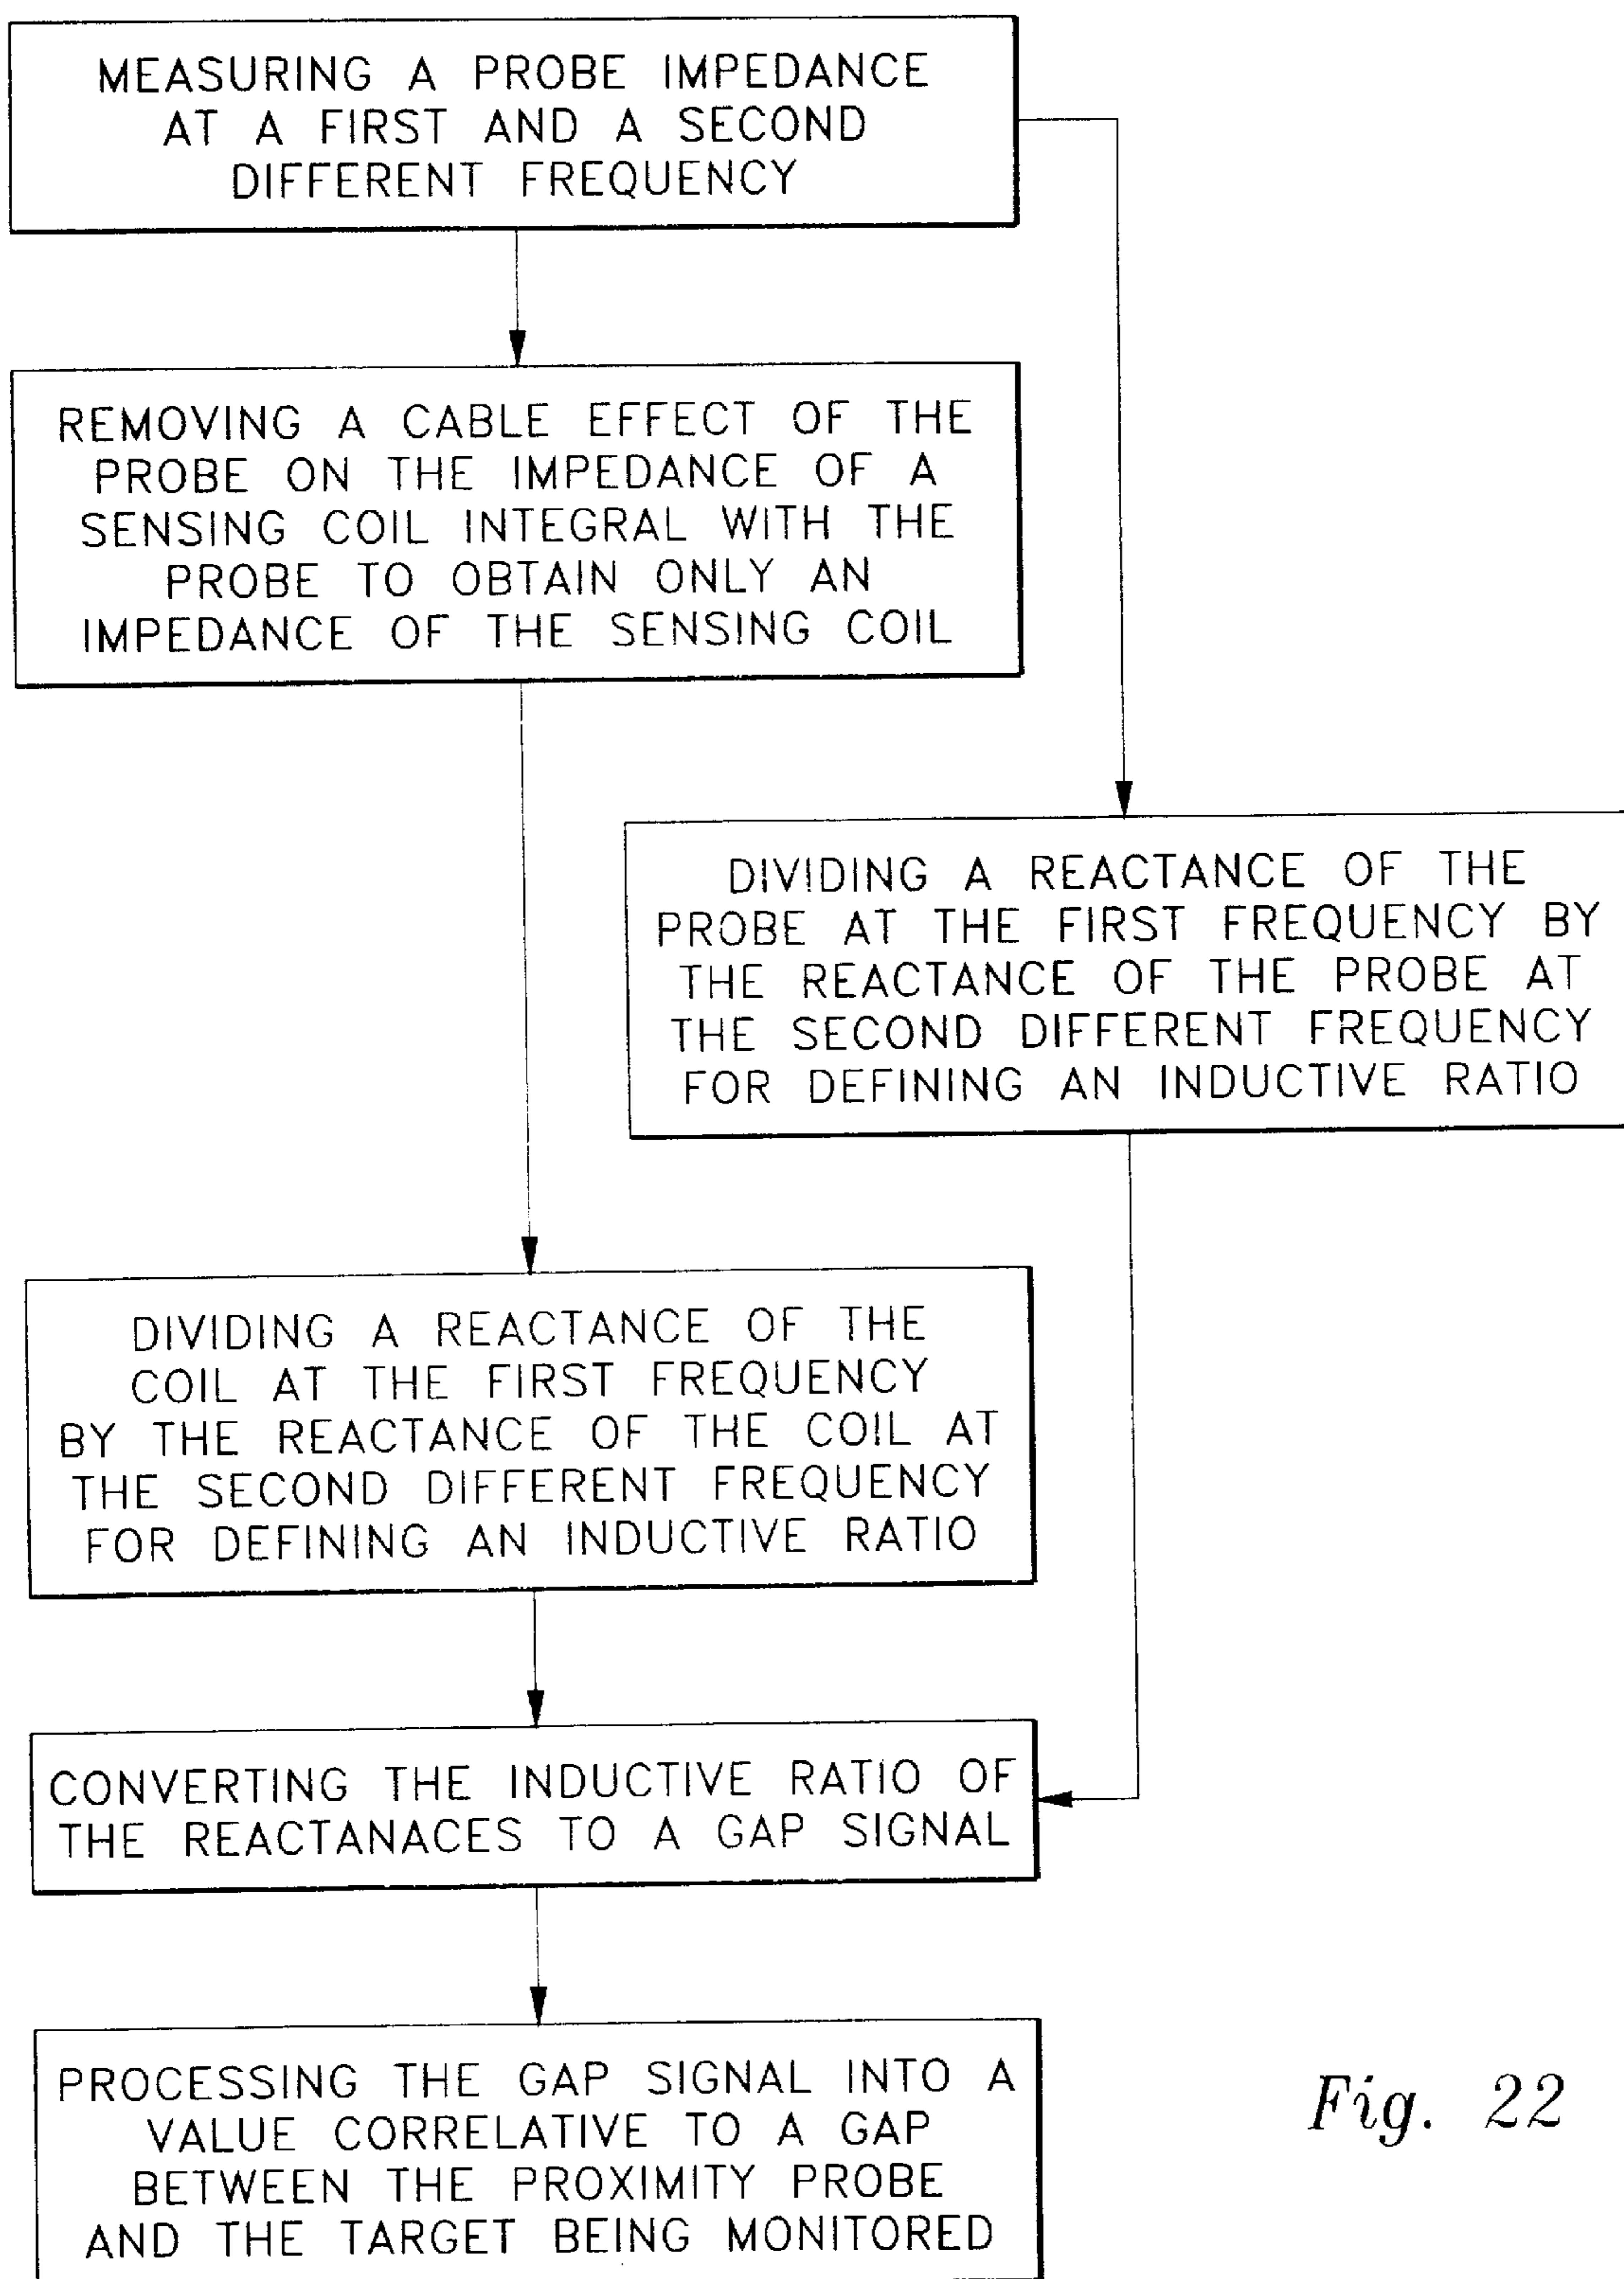 MEASURING A PROBE IMPEDANCE
AT A FIRST AND A SECOND
DIFFERENT FREQUENCY
REMOVING A CABLE EFFECT OF THE
PROBE ON THE IMPEDANCE OF A
SENSING COIL INTEGRAL WITH THE
PROBE TO OBTAIN ONLY AN
IMPEDANCE OF THE SENSING COIL
DIVIDING A REACTANCE OF THE
PROBE AT THE FIRST FREQUENCY BY
THE REACTANCE OF THE PROBE AT
THE SECOND DIFFERENT FREQUENCY
FOR DEFINING AN INDUCTIVE RATIO
DIVIDING A REACTANCE OF THE
COIL AT THE FIRST FREQUENCY
BY THE REACTANCE OF THE COIL AT
THE SECOND DIFFERENT FREQUENCY
FOR DEFINING AN INDUCTIVE RATIO
CONVERTING THE INDUCTIVE RATIO OF
THE REACTANACES TO A GAP SIGNAL
PROCESSING THE GAP SIGNAL INTO A
VALUE CORRELATIVE TO A GAP
BETWEEN THE PROXIMITY PROBE
AND THE TARGET BEING MONITORED
Fig. 22